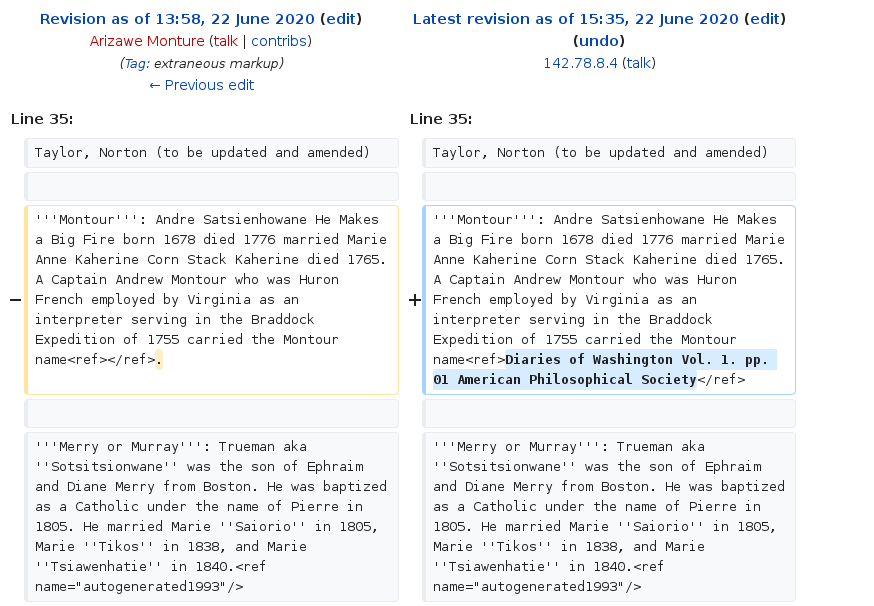 Revision as of 13:58, 22 June 2020 (edit)
Arizawe Monture (talk | contribs)
(Tag: extraneous markup)
← Previous edit
Latest revision as of 15:35, 22 June 2020 (edit)
(undo)
142.78.8.4 (talk)
Line 35:
Line 35:
Taylor, Norton (to be updated and amended)
Taylor, Norton (to be updated and amended)
−
'''Montour''': Andre Satsienhowane He Makes
a Big Fire born 1678 died 1776 married Marie
Anne Kaherine Corn Stack Kaherine died 1765.
A Captain Andrew Montour who was Huron
French employed by Virginia as an
interpreter serving in the Braddock
Expedition of 1755 carried the Montour
name<ref></ref>.
+
'''Montour''': Andre Satsienhowane He Makes
a Big Fire born 1678 died 1776 married Marie
Anne Kaherine Corn Stack Kaherine died 1765.
A Captain Andrew Montour who was Huron
French employed by Virginia as an
interpreter serving in the Braddock
Expedition of 1755 carried the Montour
name<ref>Diaries of Washington Vol. 1. pp.
01 American Philosophical Society</ref>
'''Merry or Murray''': Trueman aka
''Sotsitsionwane'' was the son of Ephraim
and Diane Merry from Boston. He was baptized
as a Catholic under the name of Pierre in
1805. He married Marie ''Saiorio'' in 1805,
Marie ''Tikos'' in 1838, and Marie
''Tsiawenhatie'' in 1840.<ref
name="autogenerated1993"/>
'''Merry or Murray''': Trueman aka
''Sotsitsionwane'' was the son of Ephraim
and Diane Merry from Boston. He was baptized
as a Catholic under the name of Pierre in
1805. He married Marie ''Saiorio'' in 1805,
Marie ''Tikos'' in 1838, and Marie
''Tsiawenhatie'' in 1840.<ref
name="autogenerated1993"/>